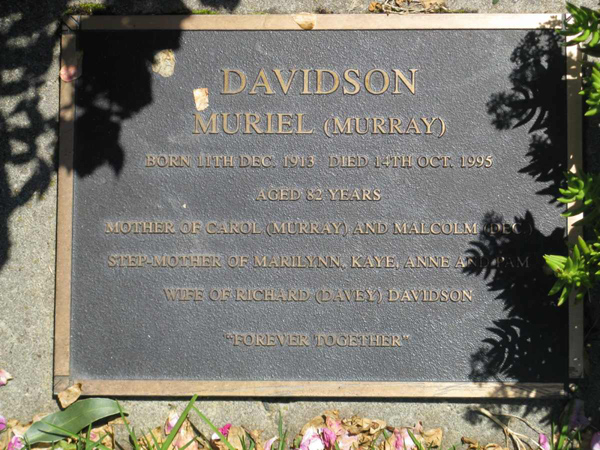 DAVIDSON
MURIEL (MURRAY)
BORN 11TH DEC. 1913 DIED 14TH OCT. 1995
AGED 82 YEARS
MOTHER OF CAROL (MURRAY) AND MALCOLM (DEC.)
STEP-MOTHER OF MARILYNN, KAYE, ANNE AND PAM
WIFE OF RICHARD (DAVEY) DAVIDSON
"FOREVER TOGETHER"